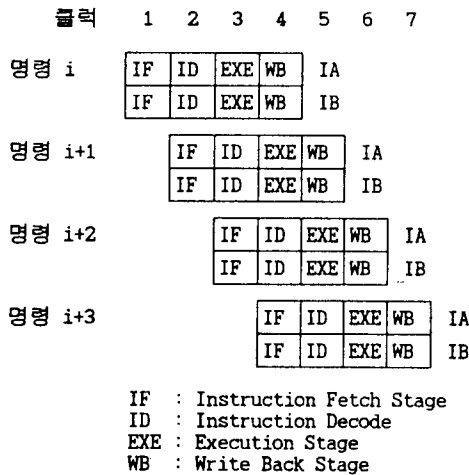 클럭 1 2 3 4 5 6 7
명령 i IF ID EXE WB IA
IF ID EXE WB IB
명령 i+1 IF ID EXE WB IA
IF ID EXE WB IB
명령 i+2 IF ID EXE WB IA
IF ID EXE WB IB
명령 i+3 IF ID EXE WB IA
IF ID EXE WB IB
IF : Instruction Fetch Stage
ID : Instruction Decode
EXE : Execution Stage
WB : Write Back Stage